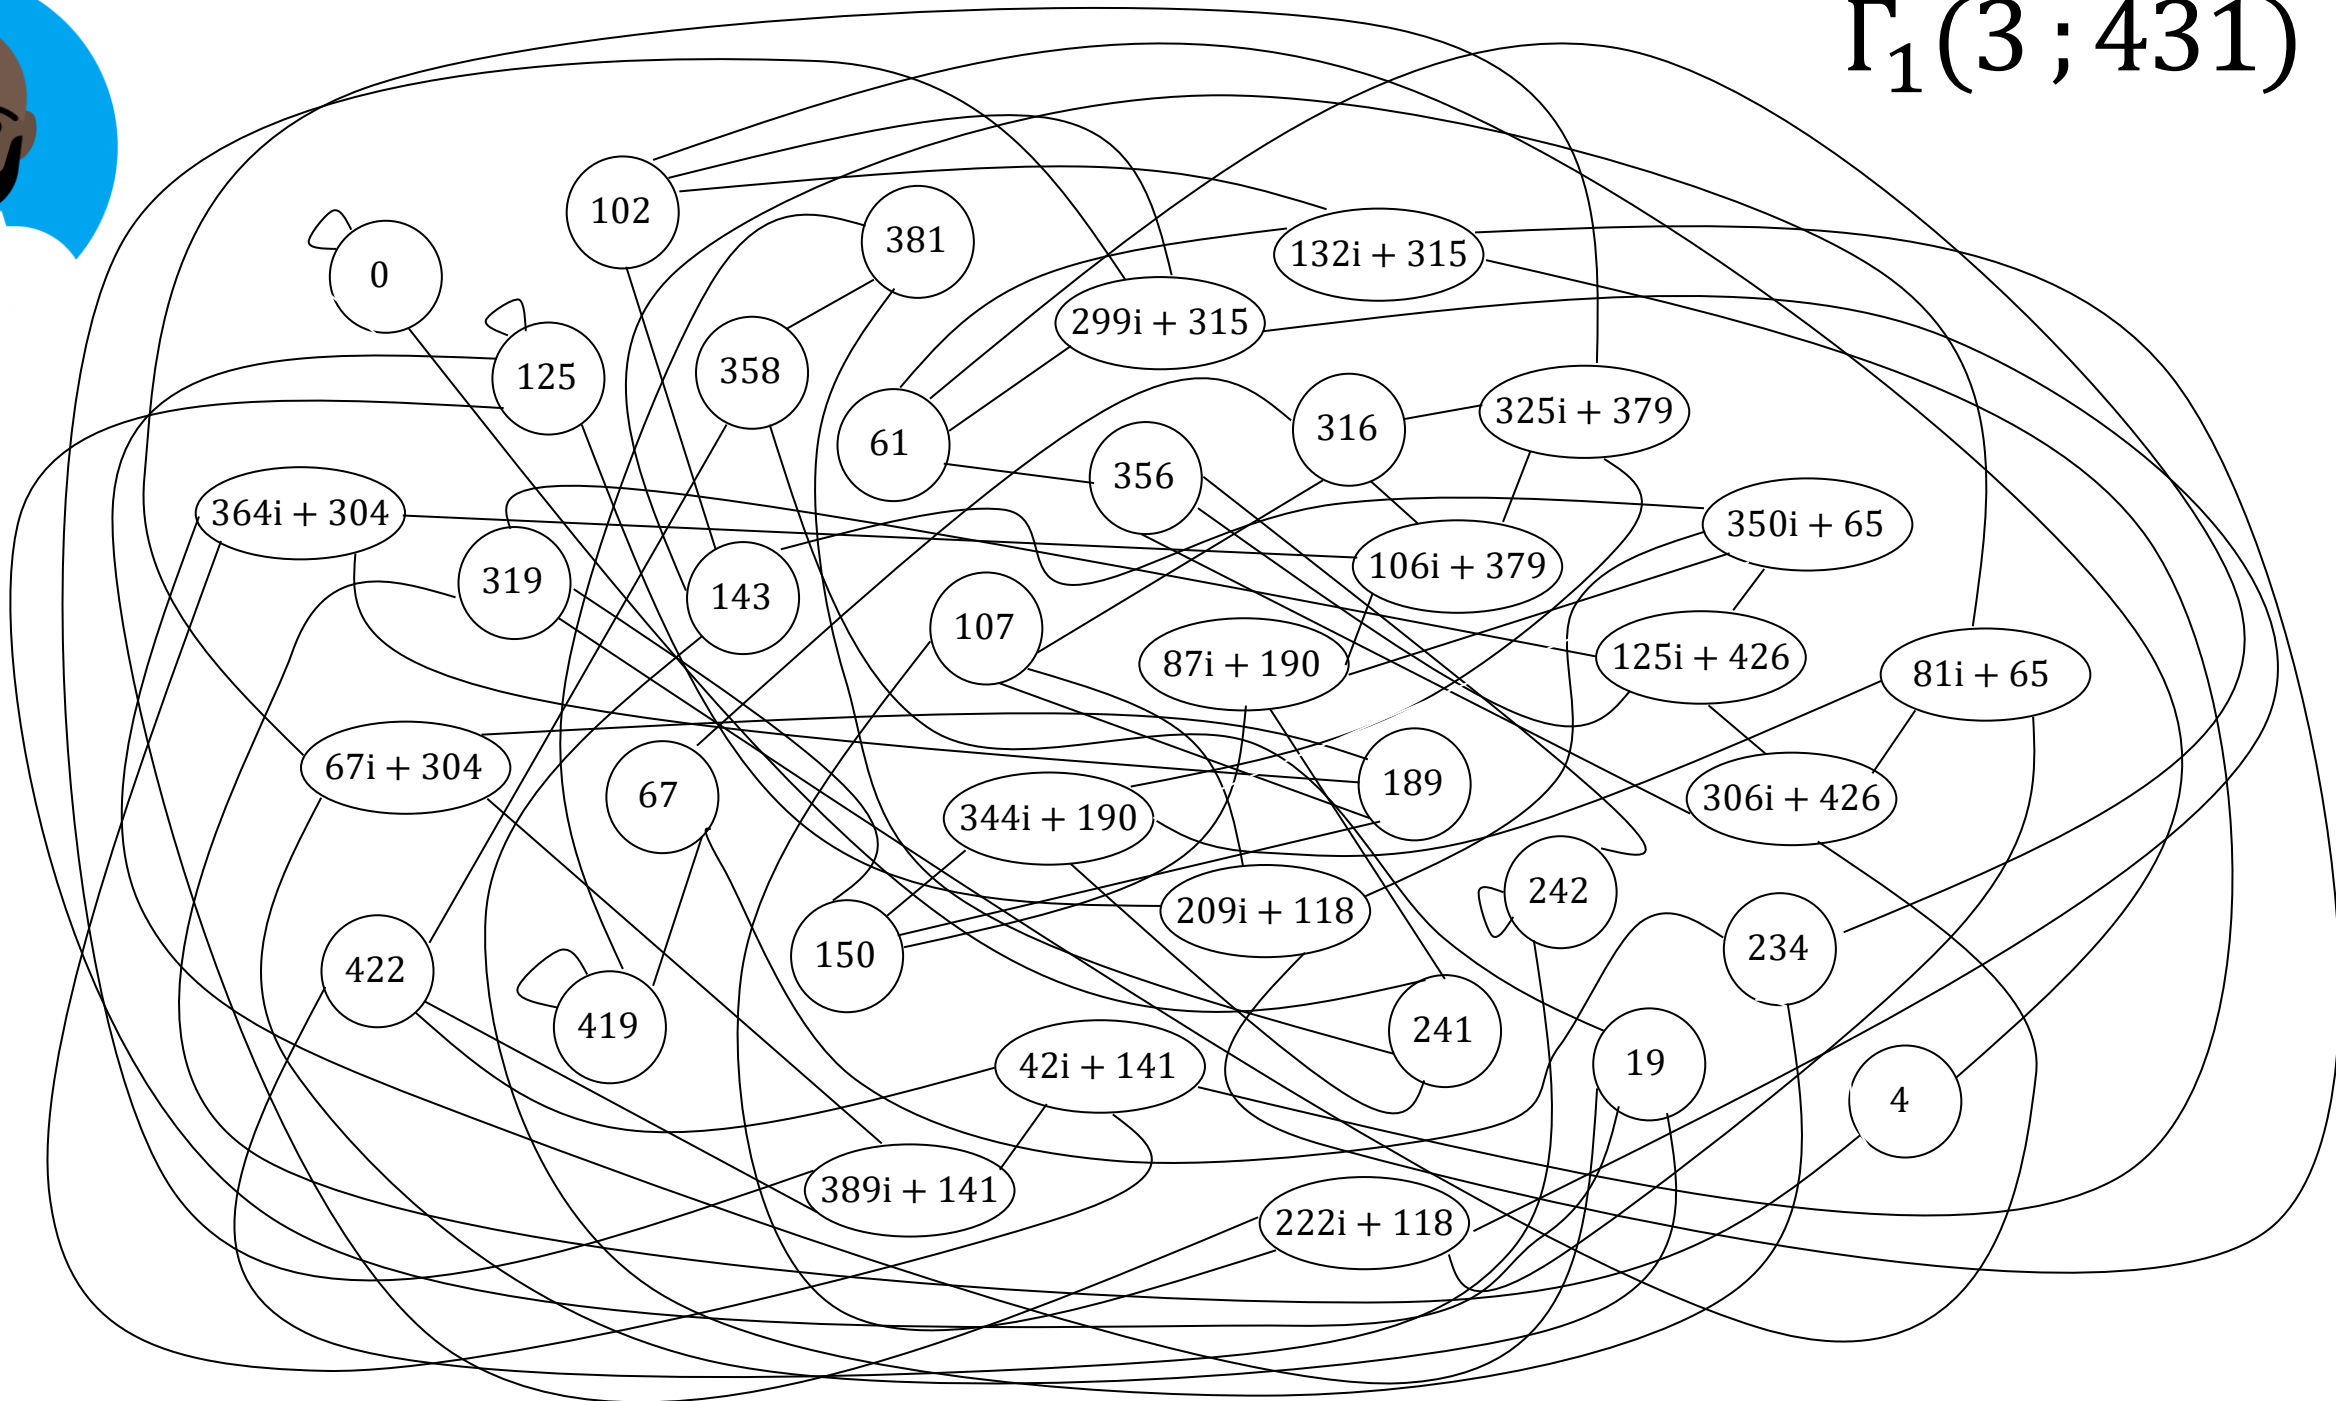 Γ₁(3 ; 431)
102
381
132i + 315
0
299i + 315
125
358
61
316
325i + 379
356
364i + 304
350i + 65
319
143
106i + 379
107
87i + 190
125i + 426
81i + 65
67i + 304
67
189
344i + 190
306i + 426
242
209i + 118
150
234
422
419
241
19
42i + 141
4
389i + 141
222i + 118